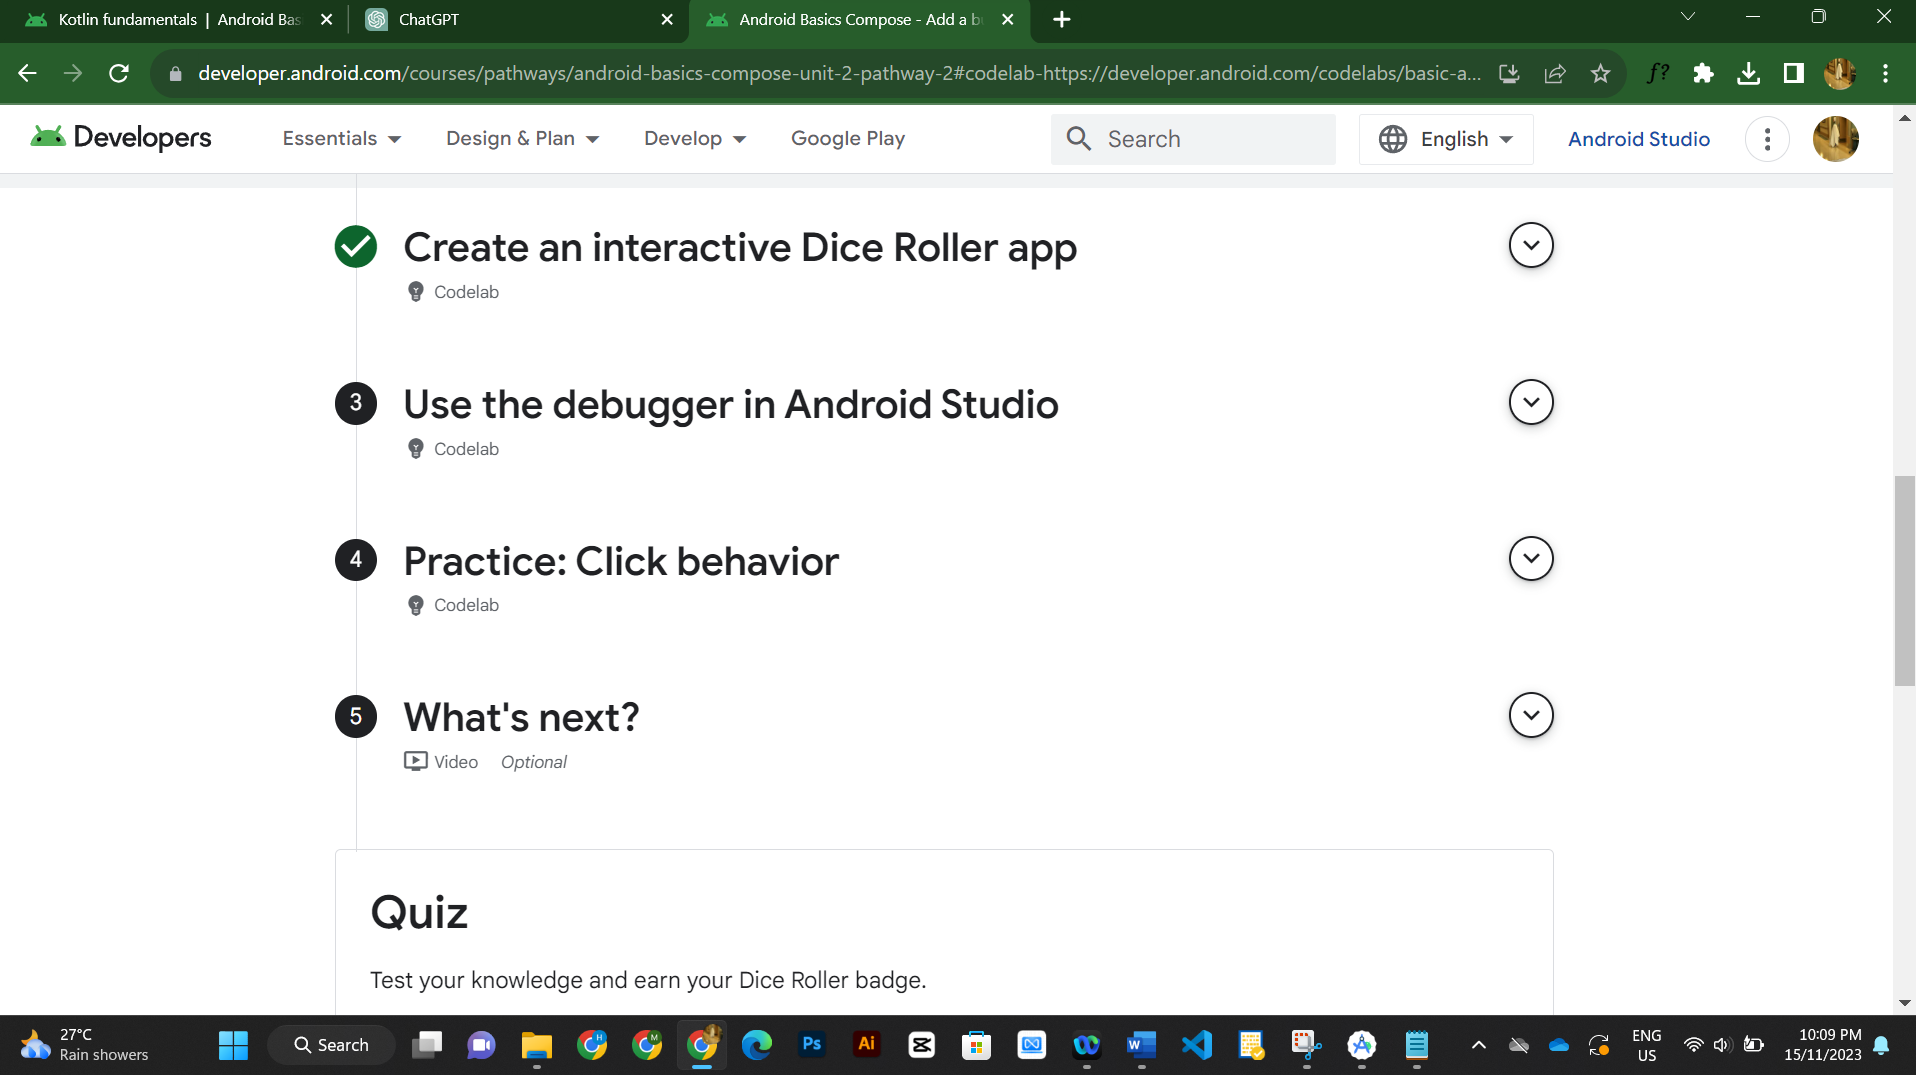 Kotlin fundamentals | Android Bas
ChatGPT
Android Basics Compose - Add a bu
developer.android.com/courses/pathways/android-basics-compose-unit-2-pathway-2#codelab-https://developer.android.com/codelabs/basic-a...
f?
Developers
Essentials
Design & Plan
Develop
Google Play
Search
English
Android Studio
Create an interactive Dice Roller app
Codelab
3
Use the debugger in Android Studio
Codelab
4
Practice: Click behavior
Codelab
5
What's next?
Video
Optional
Quiz
Test your knowledge and earn your Dice Roller badge.
27°C
Rain showers
Search
H
M
Ps
Ai
W
ENG
US
10:09 PM
15/11/2023